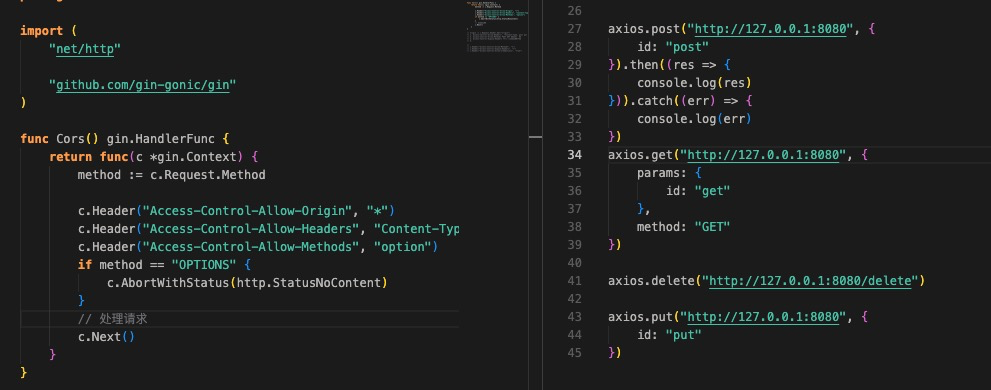 import (
"net/http"
"github.com/gin-gonic/gin"
)
func Cors() gin.HandlerFunc {
return func(c *gin.Context) {
method := c.Request.Method
c.Header("Access-Control-Allow-Origin", "*")
c.Header("Access-Control-Allow-Headers", "Content-Typ
c.Header("Access-Control-Allow-Methods", "option")
if method == "OPTIONS" {
c.AbortWithStatus(http.StatusNoContent)
}
// 处理请求
c.Next()
}
}
26
27 axios.post("http://127.0.0.1:8080", {
28 id: "post"
29 }).then((res => {
30 console.log(res)
31 })).catch((err) => {
32 console.log(err)
33 })
34 axios.get("http://127.0.0.1:8080", {
35 params: {
36 id: "get"
37 },
38 method: "GET"
39 })
40
41 axios.delete("http://127.0.0.1:8080/delete")
42
43 axios.put("http://127.0.0.1:8080", {
44 id: "put"
45 })